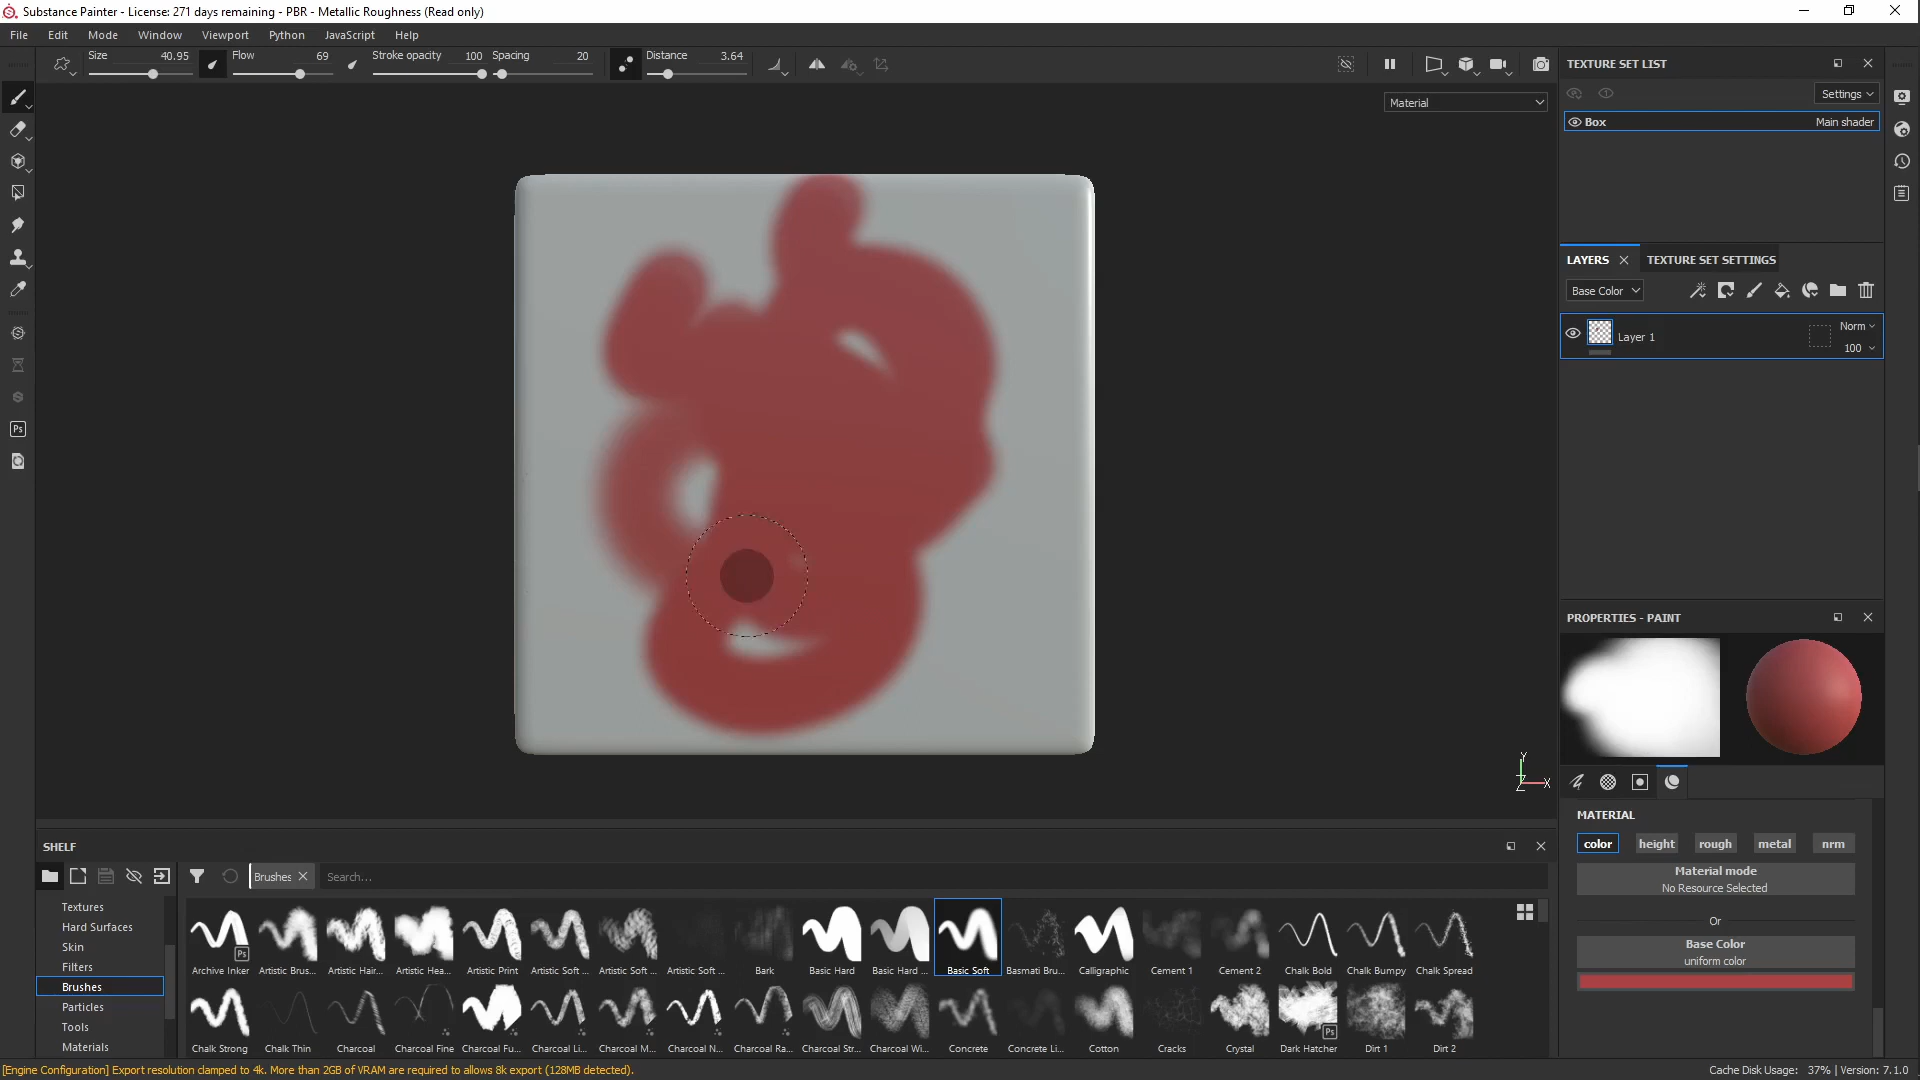 Substance Painter - License: 271 days remaining - PBR - Metallic Roughness (Read only)
File Edit Mode Window Viewport Python JavaScript Help
Size 40.95 Flow 69 Stroke opacity 100 Spacing 20 Distance 3.64
Material
TEXTURE SET LIST
Settings
Box Main shader
LAYERS TEXTURE SET SETTINGS
Base Color
Layer 1 Norm
100
PROPERTIES - PAINT
Y
Z X
MATERIAL
color height rough metal nrm
Material mode
No Resource Selected
Or
Base Color
uniform color
SHELF
Brushes Search...
Textures
Hard Surfaces
Skin
Filters
Brushes
Particles
Tools
Materials
Ps
Ps
Archive Inker Artistic Brus... Artistic Hair... Artistic Hea... Artistic Print Artistic Soft ... Artistic Soft ... Artistic Soft ... Bark Basic Hard Basic Hard ... Basic Soft Basmati Bru... Calligraphic Cement 1 Cement 2 Chalk Bold Chalk Bumpy Chalk Spread
Ps
Chalk Strong Chalk Thin Charcoal Charcoal Fine Charcoal Fu... Charcoal Li... Charcoal M... Charcoal N... Charcoal Ra... Charcoal Str... Charcoal Wi... Concrete Concrete Li... Cotton Cracks Crystal Dark Hatcher Dirt 1 Dirt 2
[Engine Configuration] Export resolution clamped to 4k. More than 2GB of VRAM are required to allows 8k export (128MB detected).
Cache Disk Usage: 37% | Version: 7.1.0